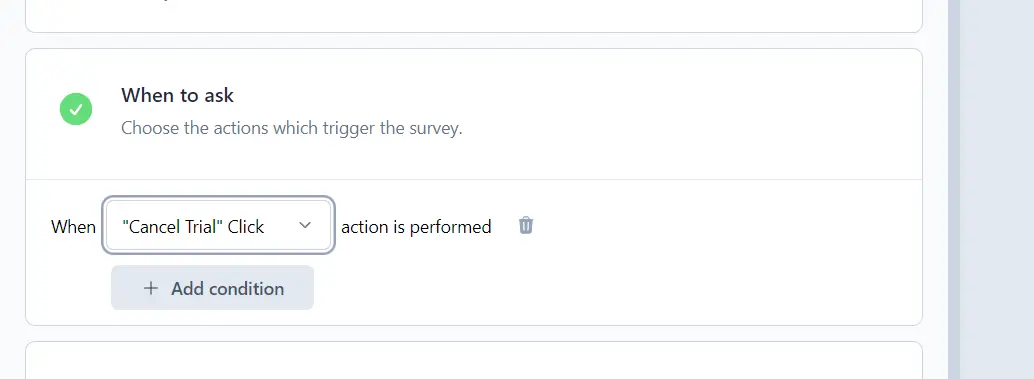 When to ask
Choose the actions which trigger the survey.
When "Cancel Trial" Click action is performed
+ Add condition